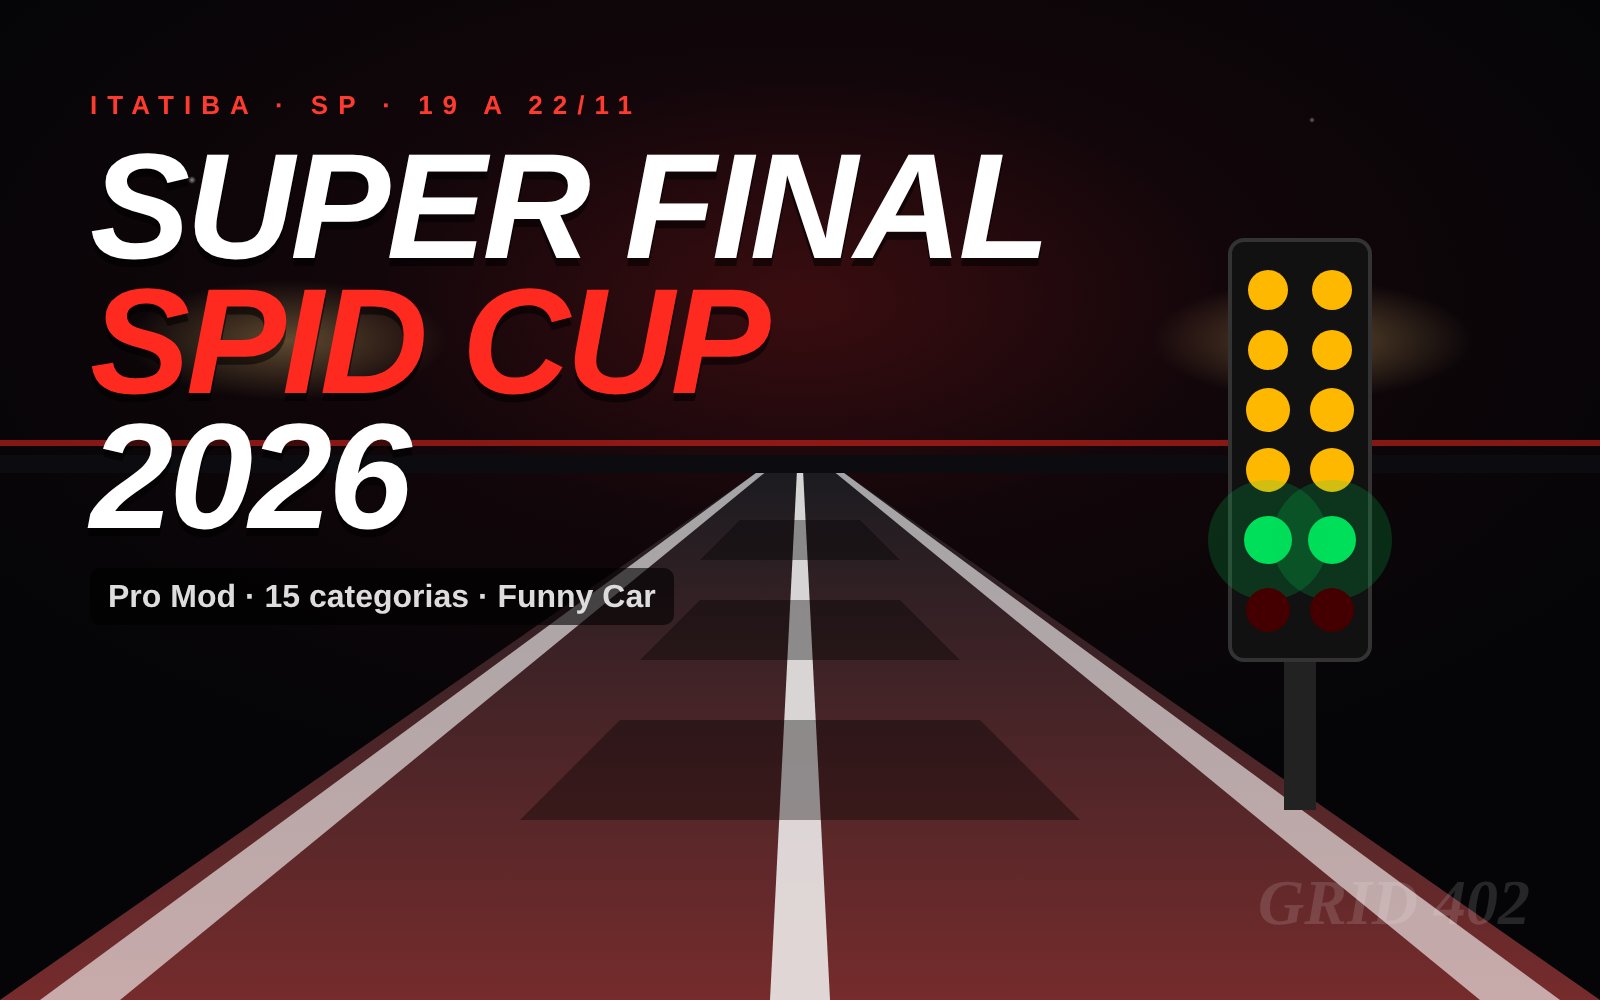 ITATIBA · SP · 19 A 22/11
SUPER FINAL
SPID CUP
2026
Pro Mod · 15 categorias · Funny Car
GRID 402